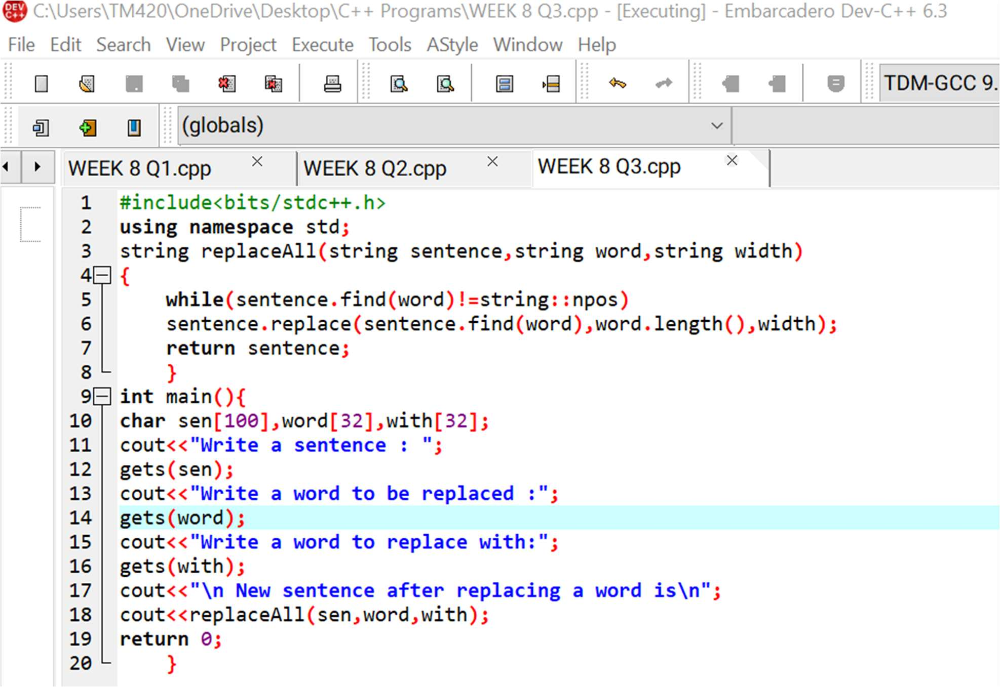 DEV C++ C:\Users\TM420\OneDrive\Desktop\C++ Programs\WEEK 8 Q3.cpp - [Executing] - Embarcadero Dev-C++ 6.3
File Edit Search View Project Execute Tools AStyle Window Help
TDM-GCC 9.
(globals)
WEEK 8 Q1.cpp WEEK 8 Q2.cpp WEEK 8 Q3.cpp
1 #include<bits/stdc++.h>
2 using namespace std;
3 string replaceAll(string sentence,string word,string width)
4 {
5 while(sentence.find(word)!=string::npos)
6 sentence.replace(sentence.find(word),word.length(),width);
7 return sentence;
8 }
9 int main(){
10 char sen[100],word[32],with[32];
11 cout<<"Write a sentence : ";
12 gets(sen);
13 cout<<"Write a word to be replaced :";
14 gets(word);
15 cout<<"Write a word to replace with:";
16 gets(with);
17 cout<<"\n New sentence after replacing a word is\n";
18 cout<<replaceAll(sen,word,with);
19 return 0;
20 }